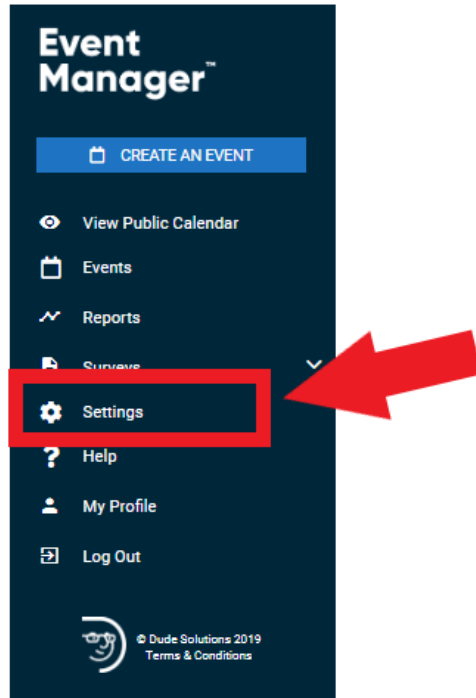 Event
Manager™
CREATE AN EVENT
View Public Calendar
Events
Reports
Surveys
Settings
Help
My Profile
Log Out
© Dude Solutions 2019
Terms & Conditions